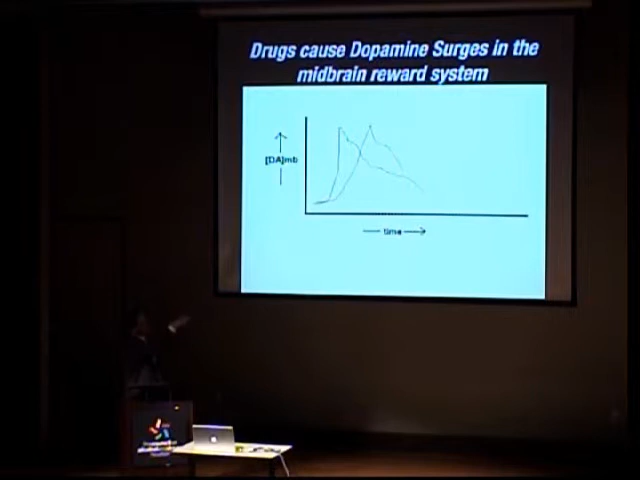 Drugs cause Dopamine Surges in the
midbrain reward system
[DA]mb
time